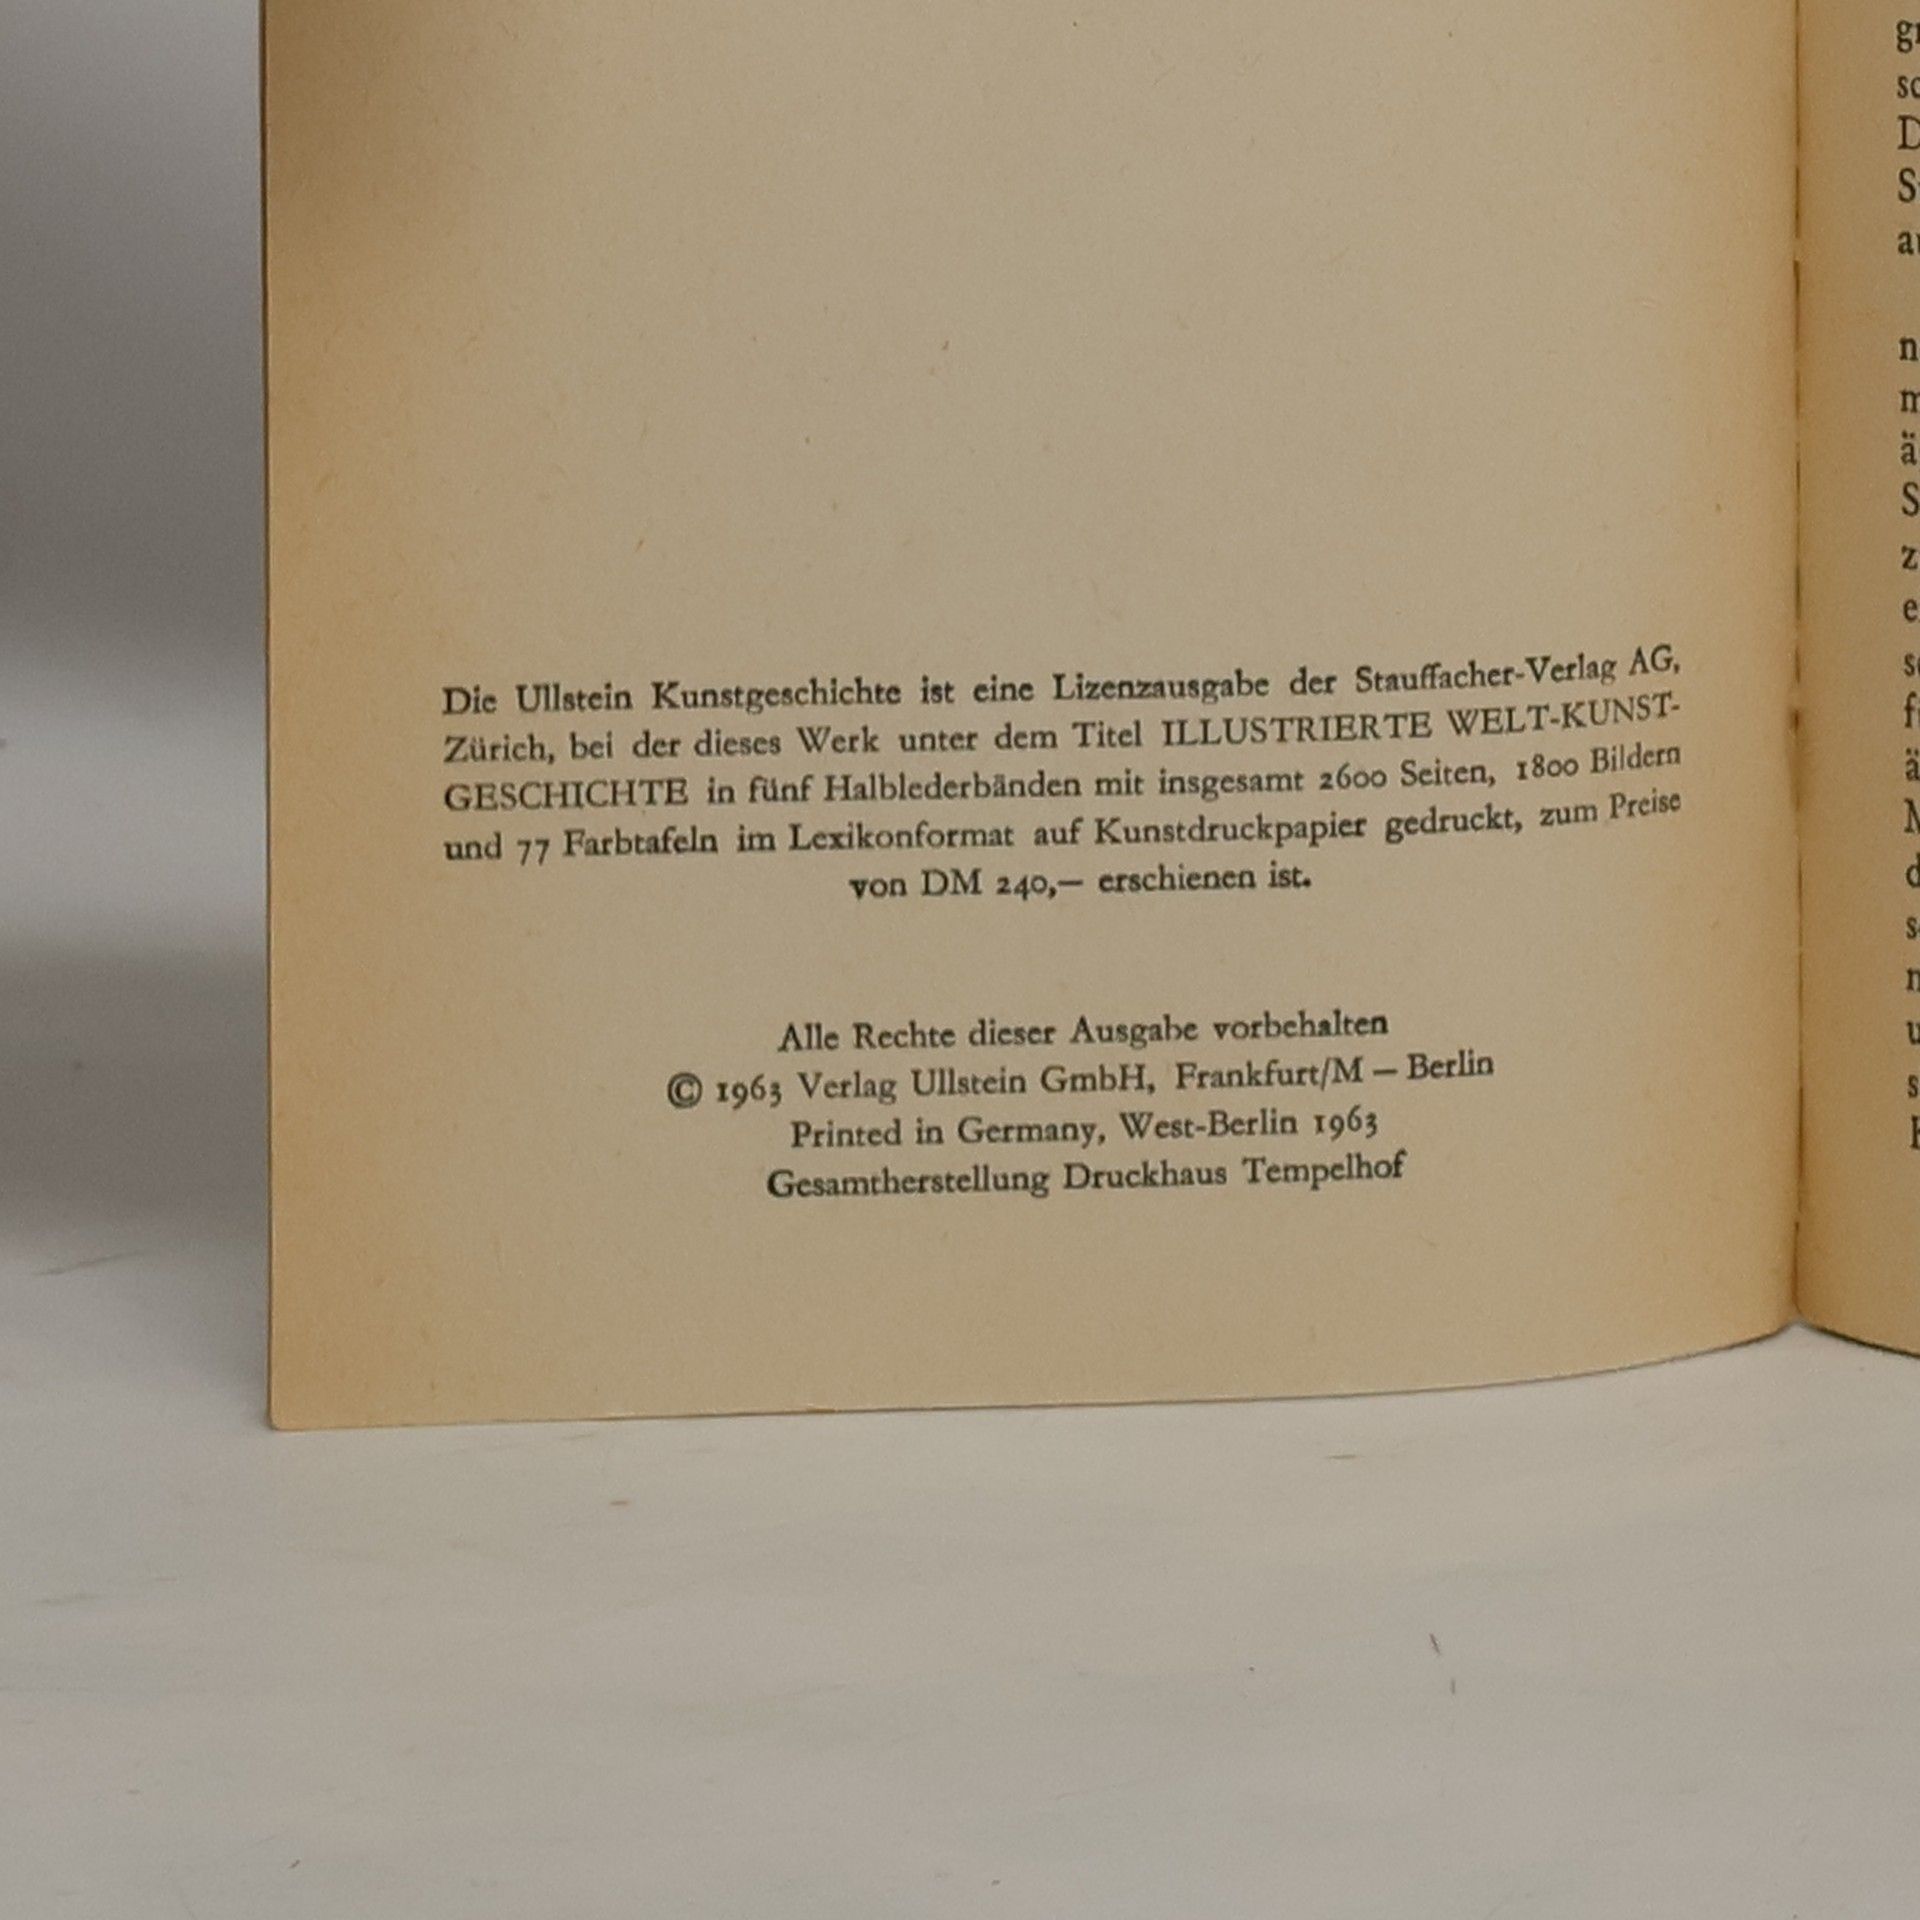 Die Ullstein Kunstgeschichte ist eine Lizenzausgabe der Stauffacher-Verlag AG,
Zürich, bei der dieses Werk unter dem Titel ILLUSTRIERTE WELT-KUNST-
GESCHICHTE in fünf Halblederbänden mit insgesamt 2600 Seiten, 1800 Bildern
und 77 Farbtafeln im Lexikonformat auf Kunstdruckpapier gedruckt, zum Preise
von DM 240,— erschienen ist.
Alle Rechte dieser Ausgabe vorbehalten
© 1963 Verlag Ullstein GmbH, Frankfurt/M – Berlin
Printed in Germany, West-Berlin 1963
Gesamtherstellung Druckhaus Tempelhof